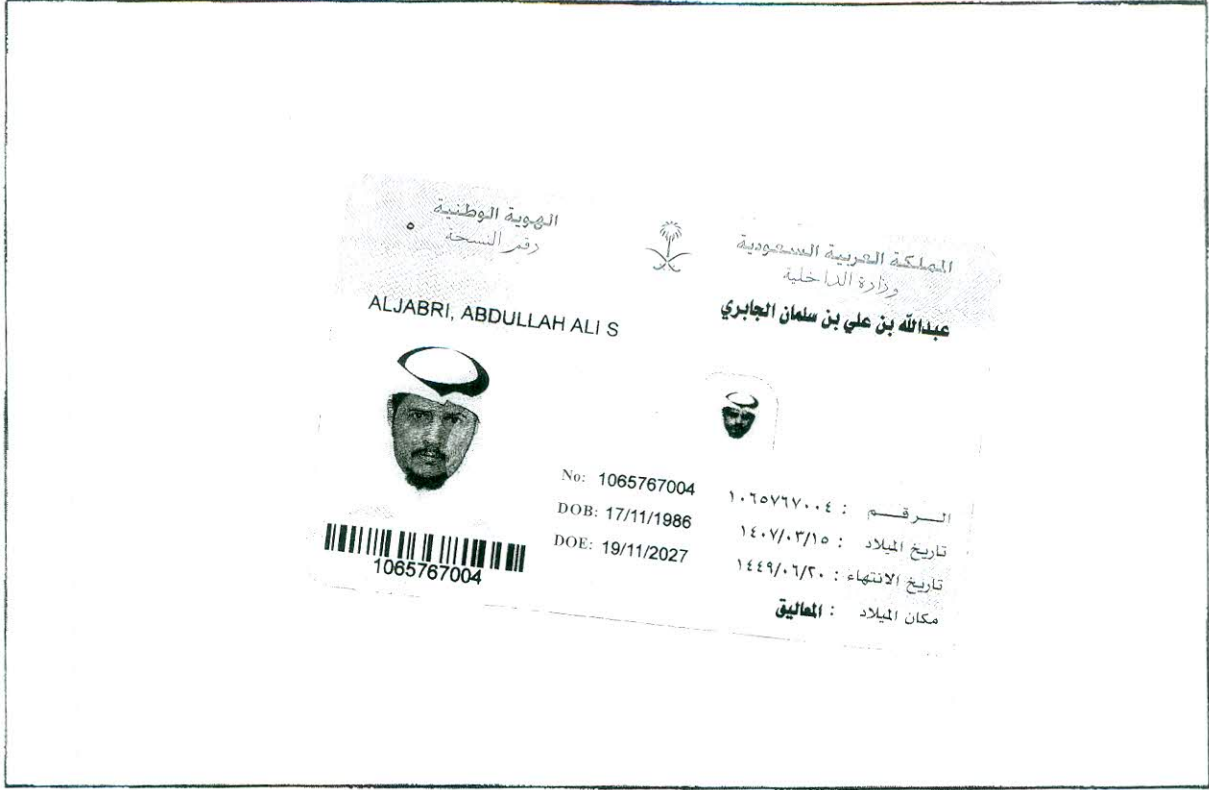 المملكة العربية السعودية
وزارة الداخلية
الهوية الوطنية
رقم النسخة ٥
عبدالله بن علي بن سلمان الجابري
ALJABRI, ABDULLAH ALI S
No: 1065767004
الـرقـــم : ١٠٦٥٧٦٧٠٠٤
DOB: 17/11/1986
تاريخ الميلاد : ١٤٠٧/٠٣/١٥
DOE: 19/11/2027
تاريخ الانتهاء : ١٤٤٩/٠٦/٢٠
مكان الميلاد : المعاليق
1065767004